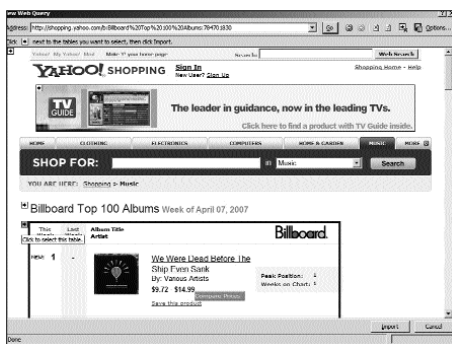 New Web Query
Address: http://shopping.yahoo.com/b:Billboard%20Top%20100%20Albums:784701830 Go Options...
Click next to the tables you want to select, then click Import.
Yahoo! My Yahoo! Mail Make Y! your home page Search: Web Search
YAHOO! SHOPPING Sign In
New User? Sign Up
Shopping Home - Help
TV GUIDE
The leader in guidance, now in the leading TVs.
Click here to find a product with TV Guide inside.
HOME CLOTHING ELECTRONICS COMPUTERS HOME & GARDEN MUSIC MORE
SHOP FOR: in Music Search
YOU ARE HERE: Shopping > Music
Billboard Top 100 Albums Week of April 07, 2007
This Last Album Title
Week Artist
Billboard.
Click to select this table.
NEW 1 - We Were Dead Before The
Ship Even Sank
By: Various Artists
$9.72 - $14.99
Compare Prices
Save this product
Peak Position: 1
Weeks on Chart: 1
Import Cancel
Done